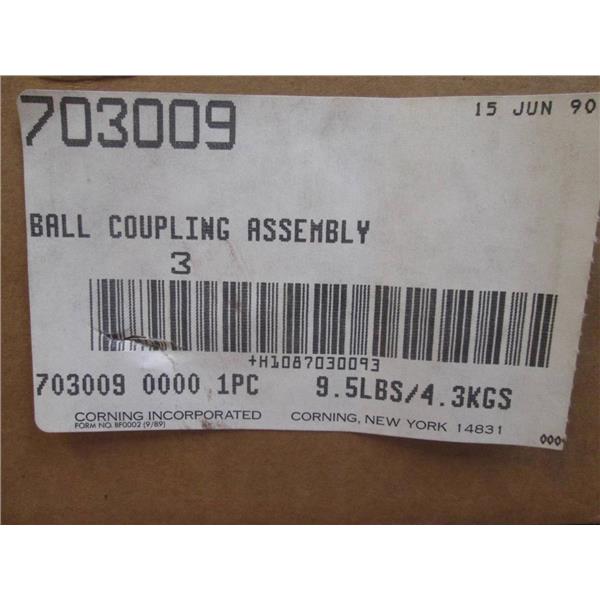 703009 15 JUN 90
BALL COUPLING ASSEMBLY
3
+H1087030093
703009 0000 1PC 9.5LBS/4.3KGS
CORNING INCORPORATED CORNING, NEW YORK 14831
FORM NO. BF0002 (9/89)
000